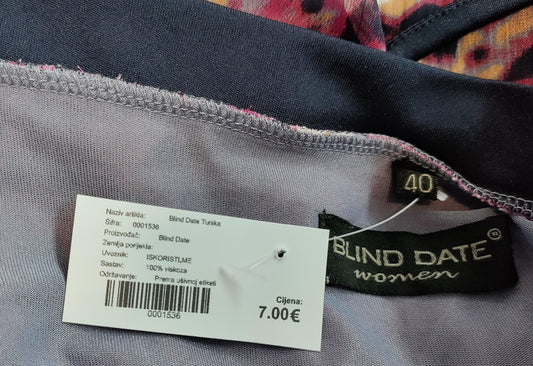 Naziv artikla: Blind Date Tunika
Šifra: 0001536
Proizvođač: Blind Date
Zemlja porijekla:
Uvoznik: ISKORISTI.ME
Sastav: 100% viskoza
Održavanje: Prema ušivnoj etiketi
0001536
Cijena:
7.00€
40
BLIND DATE®
women